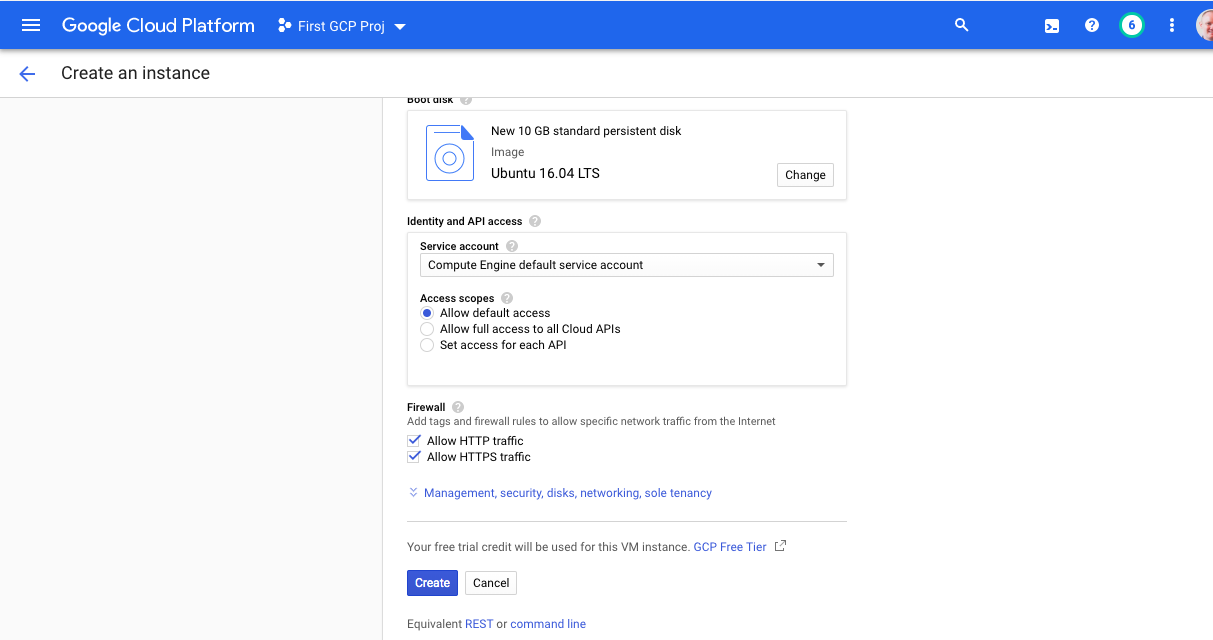 Google Cloud Platform
First GCP Proj
6
Create an instance
Boot disk
New 10 GB standard persistent disk
Image
Ubuntu 16.04 LTS
Change
Identity and API access
Service account
Compute Engine default service account
Access scopes
Allow default access
Allow full access to all Cloud APIs
Set access for each API
Firewall
Add tags and firewall rules to allow specific network traffic from the Internet
Allow HTTP traffic
Allow HTTPS traffic
Management, security, disks, networking, sole tenancy
Your free trial credit will be used for this VM instance. GCP Free Tier
Create Cancel
Equivalent REST or command line